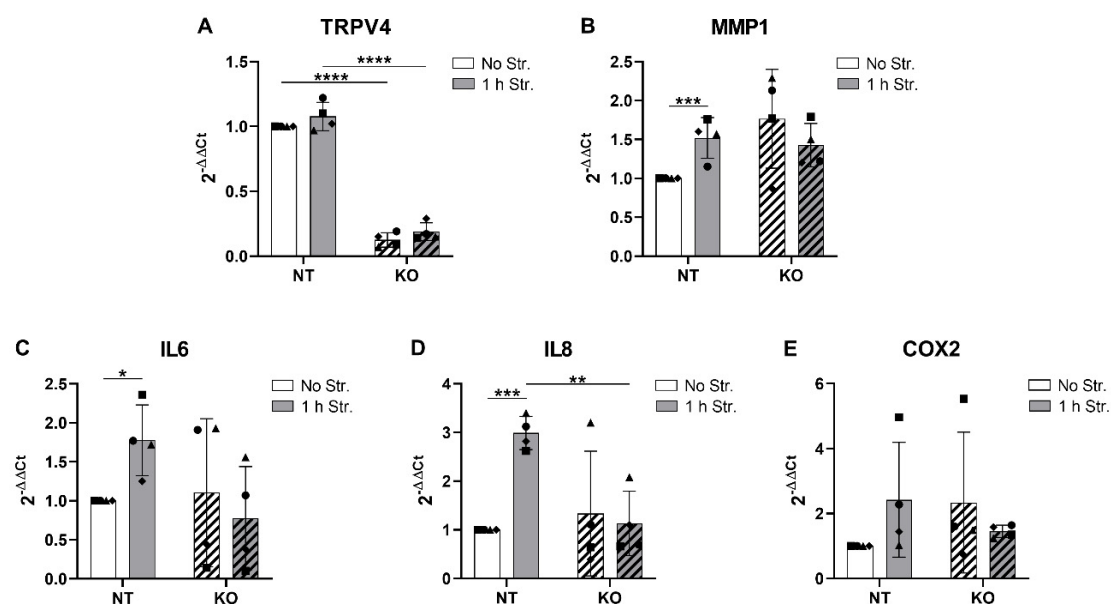 A TRPV4
2^-ΔΔCt
1.5
1.0
0.5
0.0
****
****
No Str.
1 h Str.
NT KO
B MMP1
2^-ΔΔCt
2.5
2.0
1.5
1.0
0.5
0.0
***
No Str.
1 h Str.
NT KO
C IL6
2^-ΔΔCt
2.5
2.0
1.5
1.0
0.5
0.0
*
No Str.
1 h Str.
NT KO
D IL8
2^-ΔΔCt
4
3
2
1
0
***
**
No Str.
1 h Str.
NT KO
E COX2
2^-ΔΔCt
6
4
2
0
No Str.
1 h Str.
NT KO